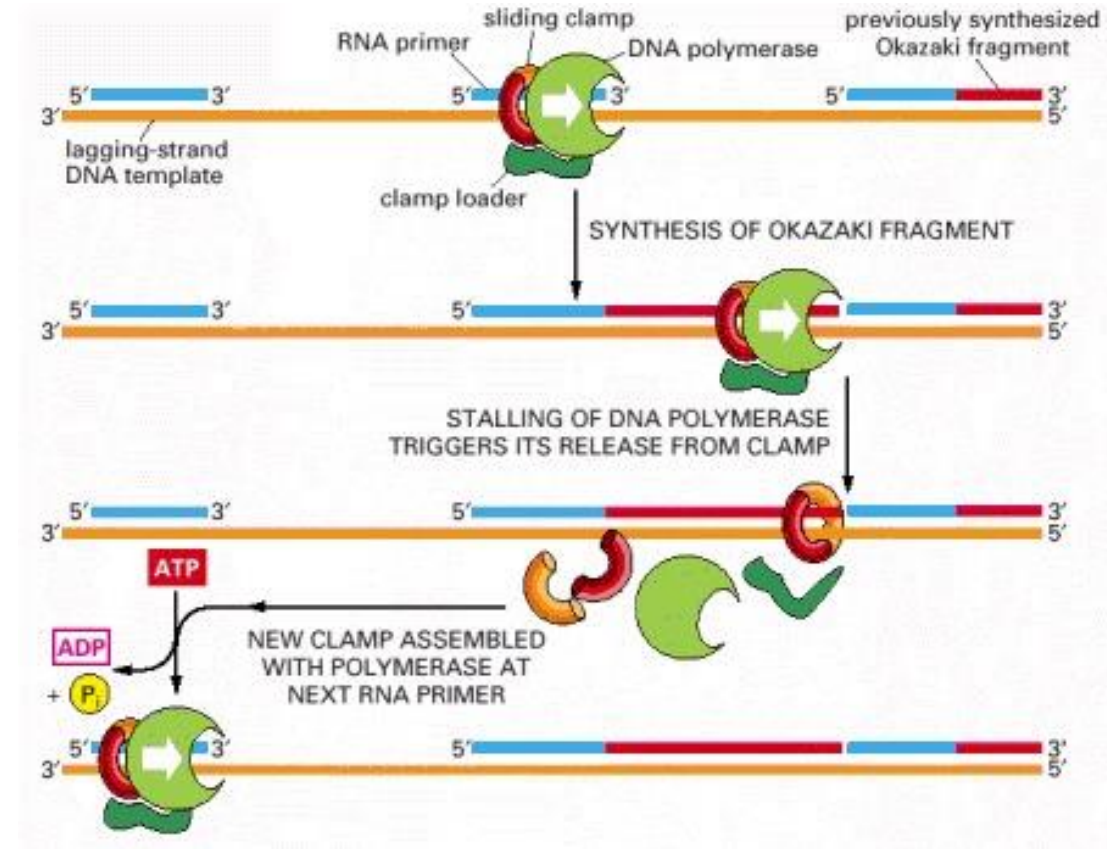 sliding clamp
RNA primer
DNA polymerase
previously synthesized
Okazaki fragment
5′ 3′ 5′ 3′ 5′ 3′
3′ 5′
lagging-strand
DNA template
clamp loader
SYNTHESIS OF OKAZAKI FRAGMENT
5′ 3′ 5′ 3′
3′ 5′
STALLING OF DNA POLYMERASE
TRIGGERS ITS RELEASE FROM CLAMP
5′ 3′ 5′ 3′
3′ 5′
ATP
ADP
+ Pi
NEW CLAMP ASSEMBLED
WITH POLYMERASE AT
NEXT RNA PRIMER
5′ 3′ 5′ 3′
3′ 5′